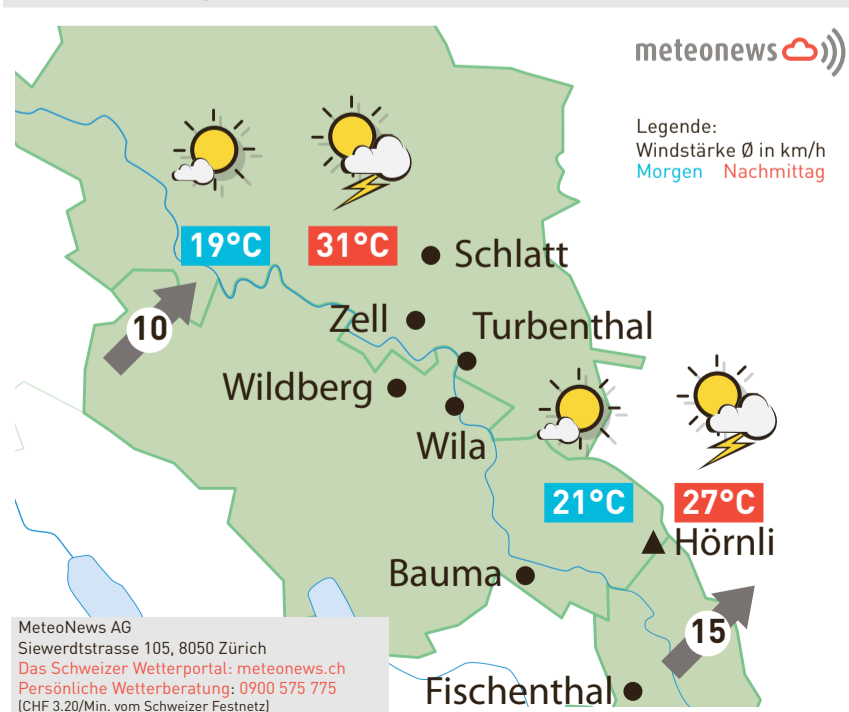 meteonews
Legende:
Windstärke Ø in km/h
Morgen Nachmittag
19°C 31°C
Schlatt
10
Zell
Turbenthal
Wildberg
Wila
21°C 27°C
Hörnli
Bauma
15
Fischenthal
MeteoNews AG
Siewerdtstrasse 105, 8050 Zürich
Das Schweizer Wetterportal: meteonews.ch
Persönliche Wetterberatung: 0900 575 775
(CHF 3.20/Min. vom Schweizer Festnetz)